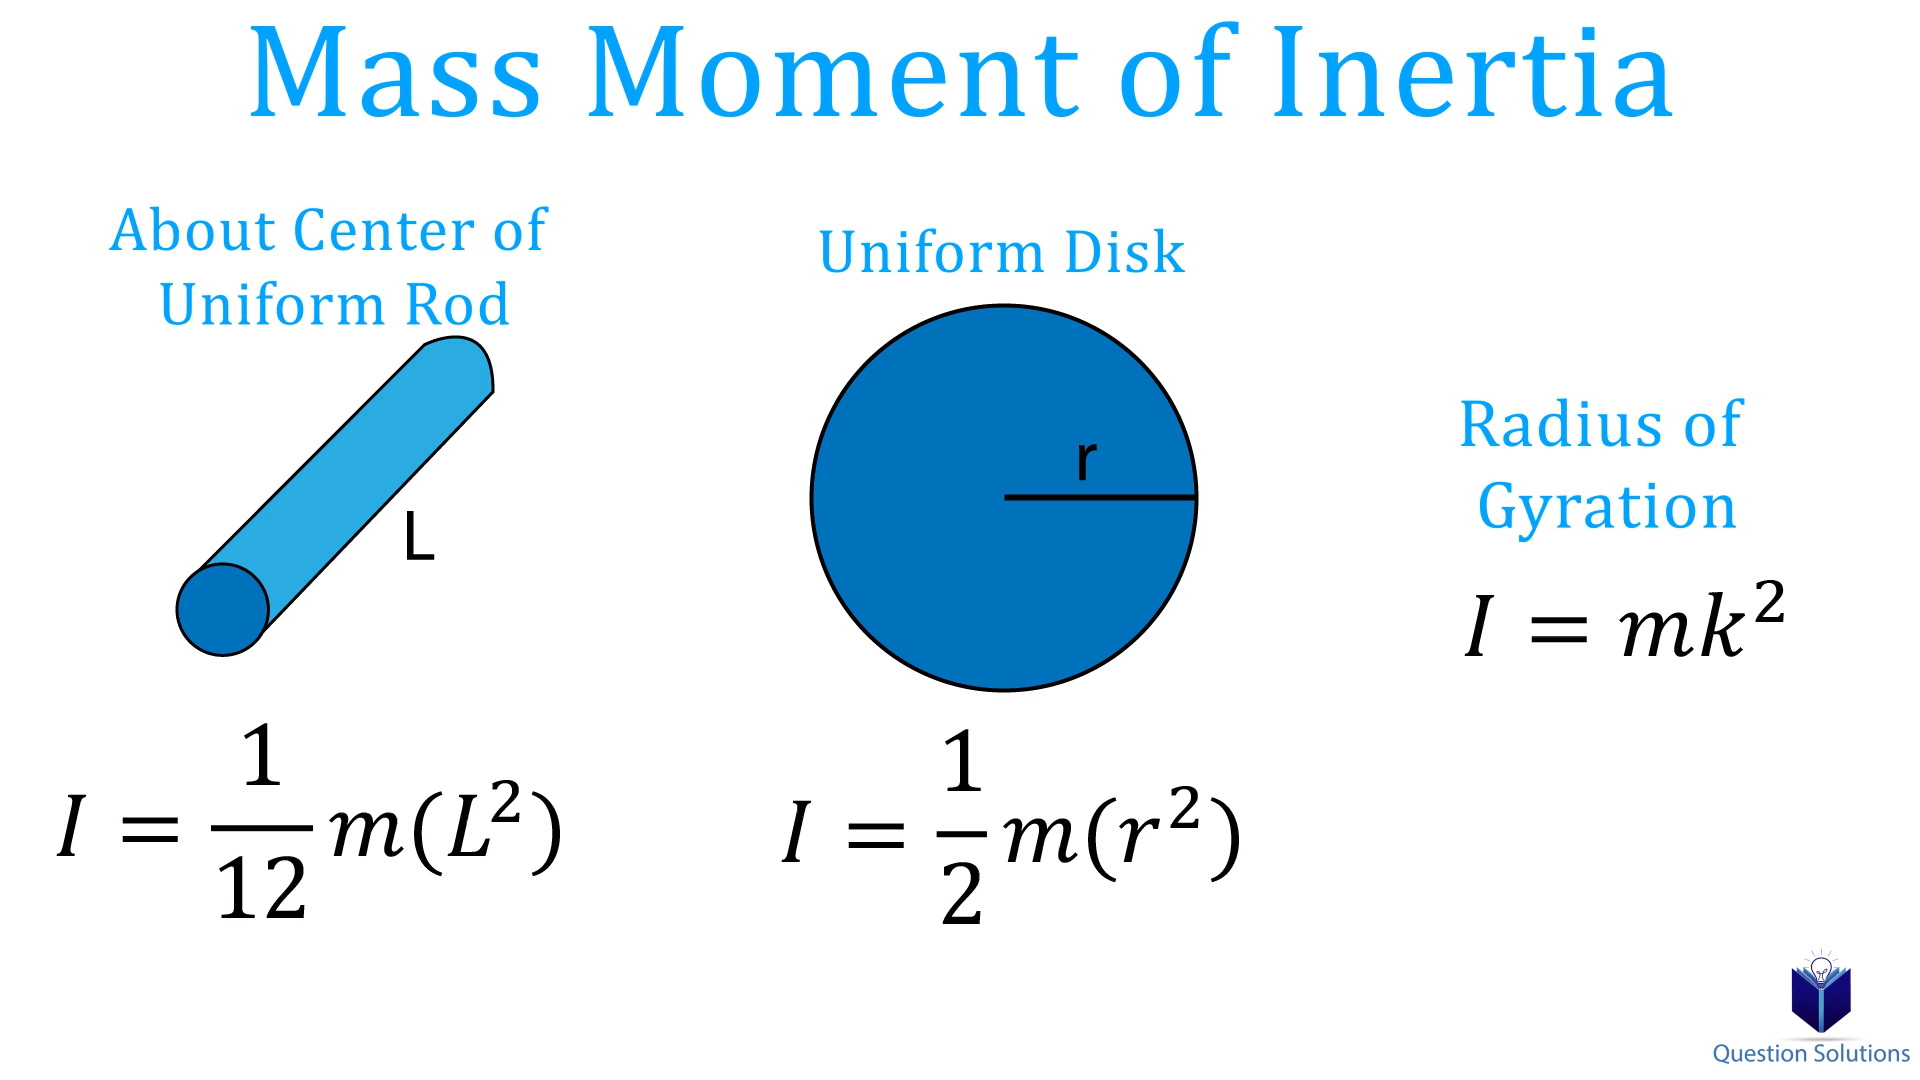 Mass Moment of Inertia
About Center of
Uniform Rod
L
I = 1/12 m(L²)
Uniform Disk
r
I = 1/2 m(r²)
Radius of
Gyration
I = mk²
Question Solutions